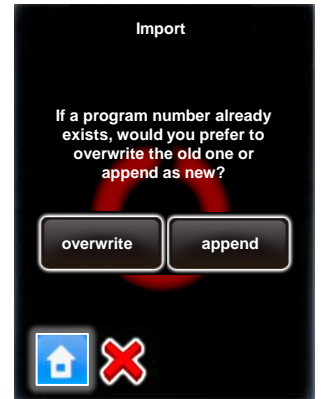 Import
If a program number already
exists, would you prefer to
overwrite the old one or
append as new?
overwrite append